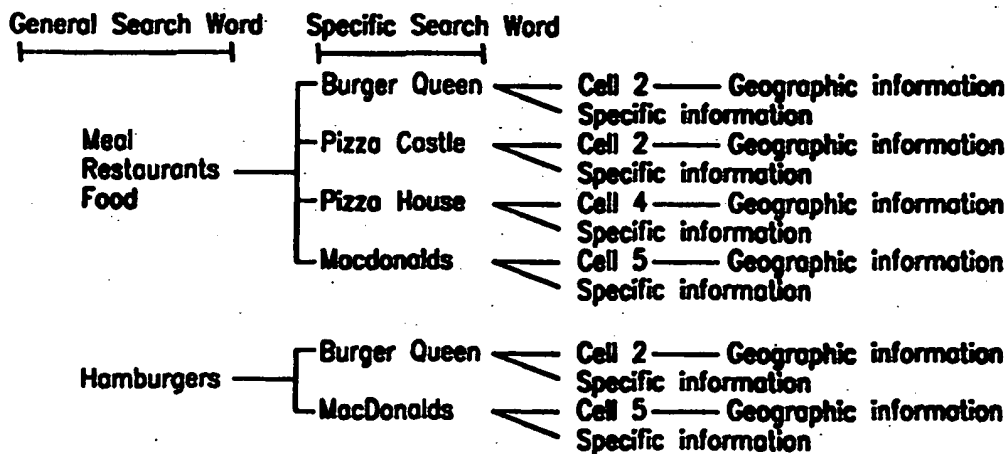 General Search Word Specific Search Word
Burger Queen Cell 2 Geographic information
Specific information
Meal
Pizza Castle Cell 2 Geographic information
Restaurants
Specific information
Food
Pizza House Cell 4 Geographic information
Specific information
Macdonalds Cell 5 Geographic information
Specific information
Burger Queen Cell 2 Geographic information
Hamburgers
Specific information
MacDonalds Cell 5 Geographic information
Specific information